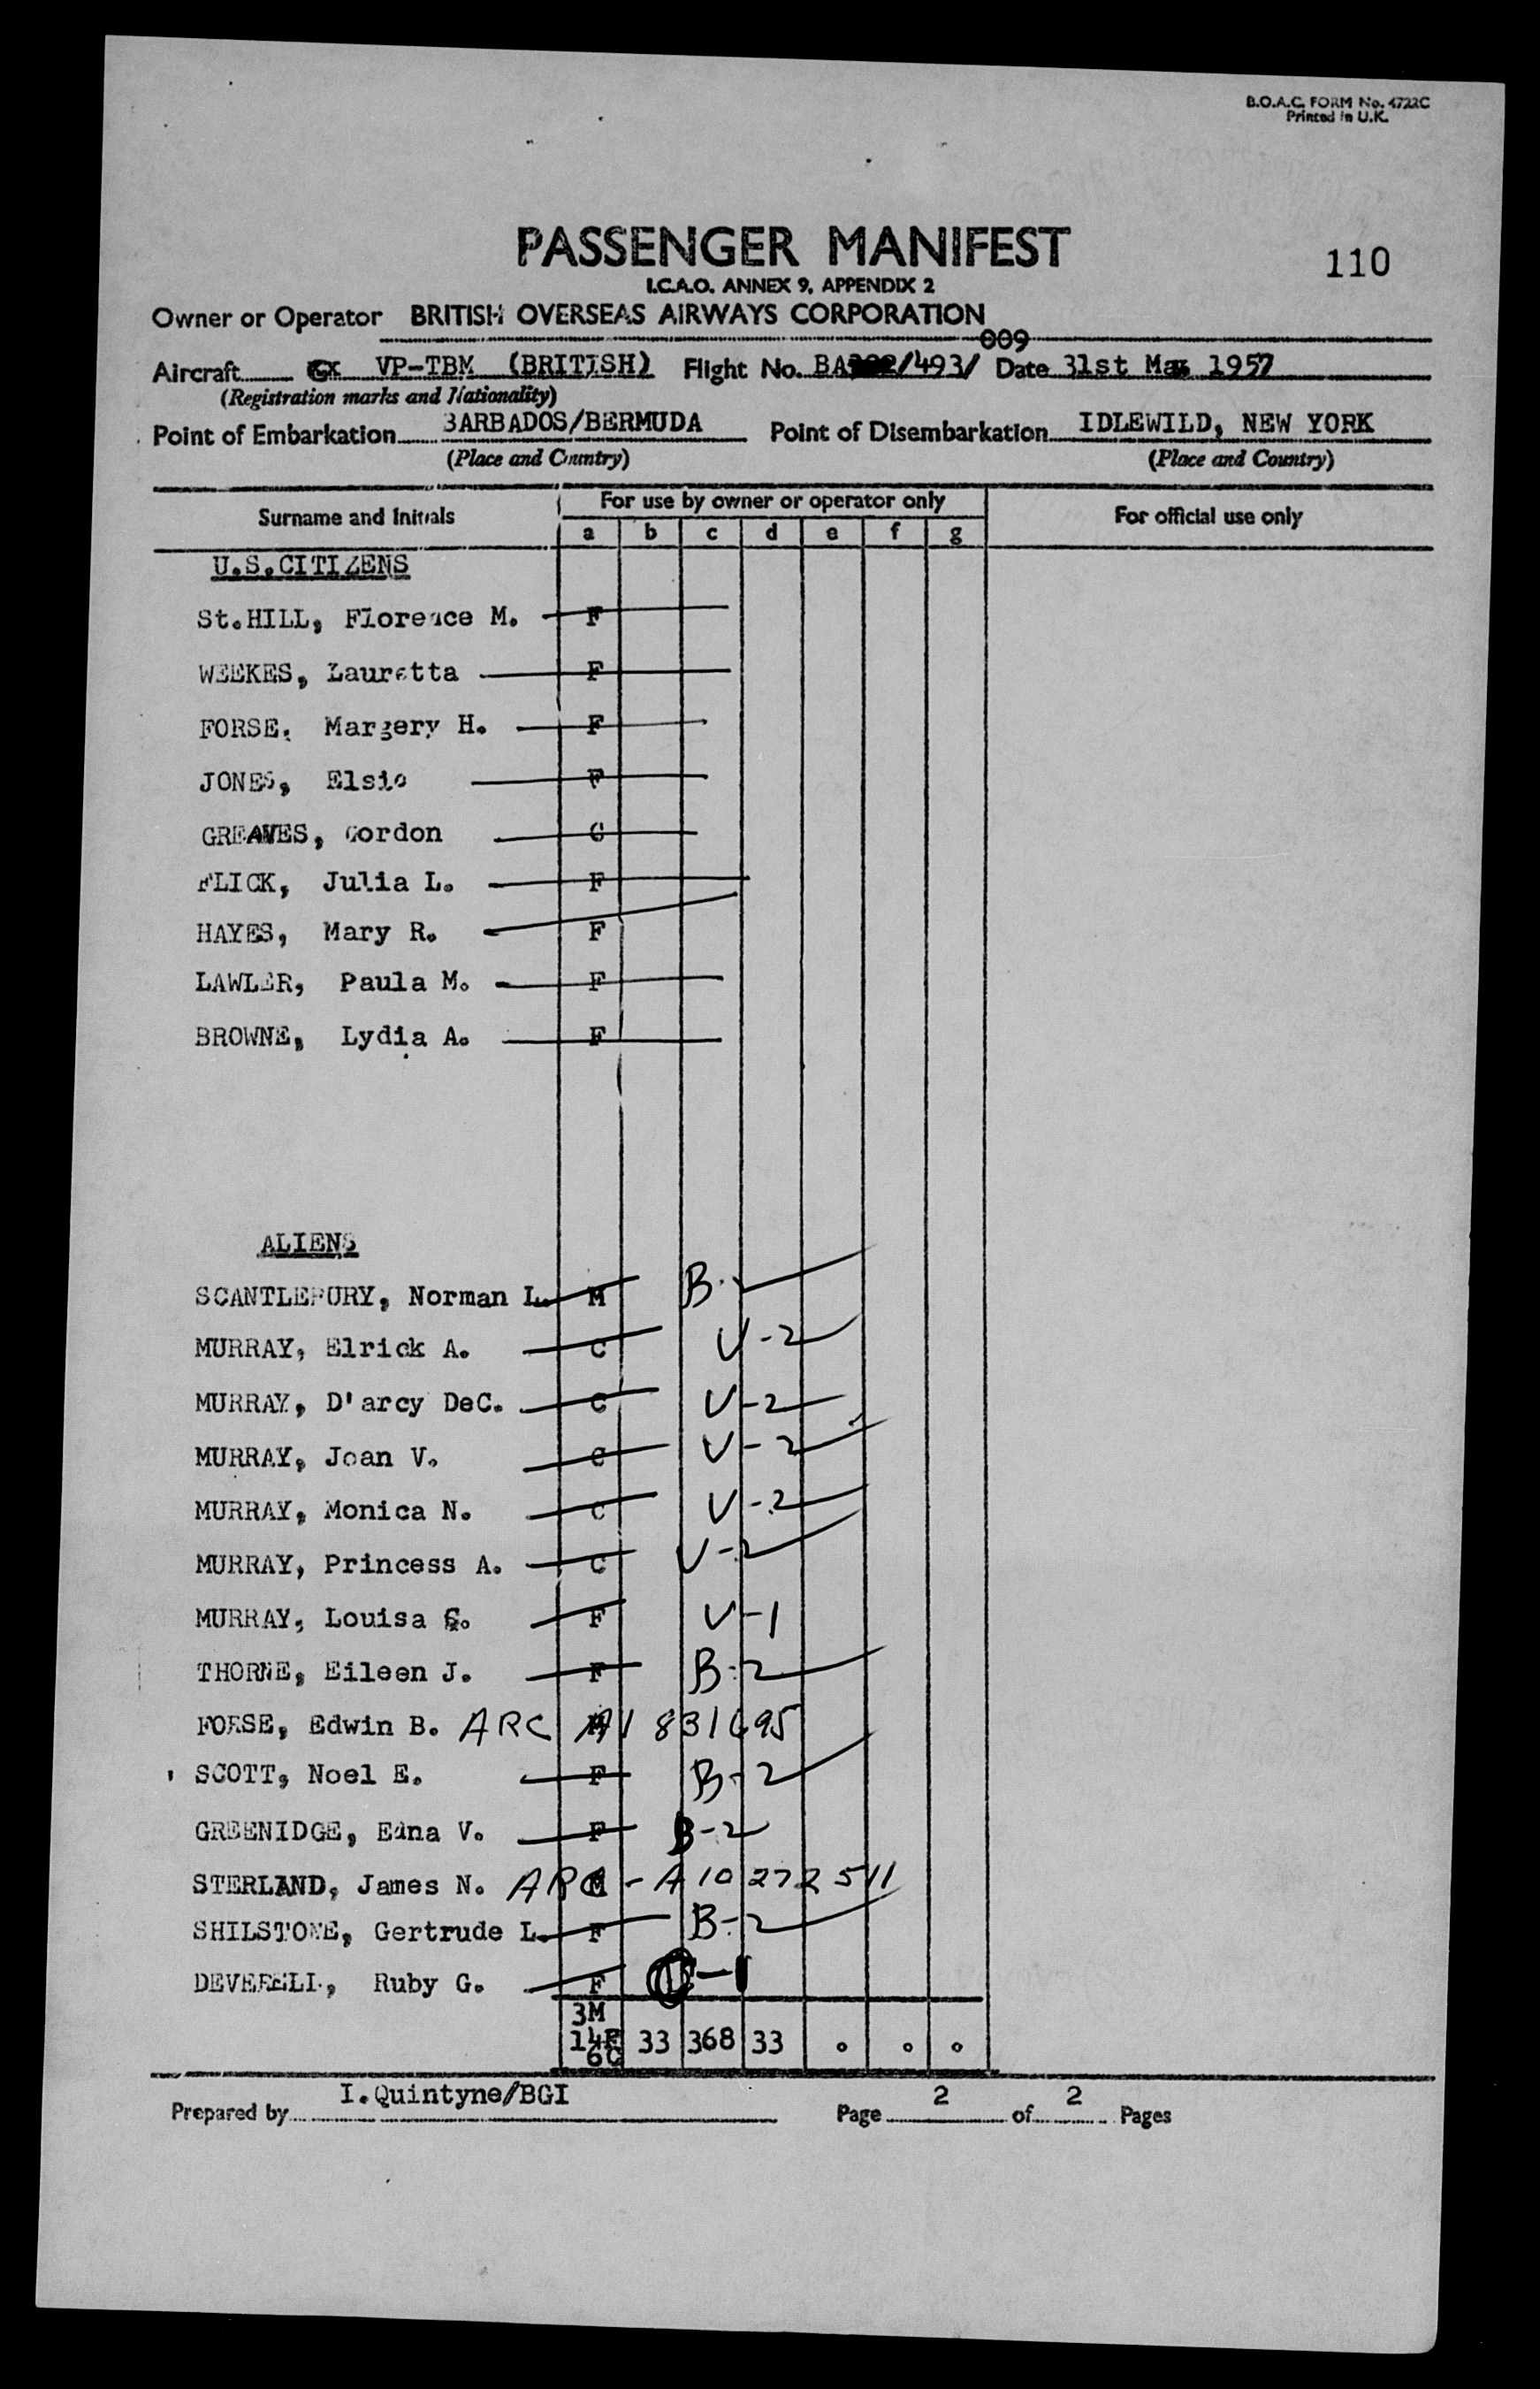 B.O.A.C. FORM No. 4722C
Printed in U.K.
PASSENGER MANIFEST
110
I.C.A.O. ANNEX 9, APPENDIX 2
Owner or Operator BRITISH OVERSEAS AIRWAYS CORPORATION
009
Aircraft VP-TBM (BRITISH) Flight No. BA /493/ Date 31st 1957
(Registration marks and Nationality)
Point of Embarkation BARBADOS/BERMUDA Point of Disembarkation IDLEWILD, NEW YORK
(Place and Country) (Place and Country)
Surname and Initials For use by owner or operator only For official use only
a b c d e f g
U.S.CITIZENS
St.HILL, Florence M. F
WEEKES, Lauretta F
FORSE, Margery H. F
JONES, Elsie F
GREAVES, Gordon C
FLICK, Julia L. F
HAYES, Mary R. F
LAWLER, Paula M. F
BROWNE, Lydia A. F
ALIENS
SCANTLEBURY, Norman L. M B
MURRAY, Elrick A. C V-2
MURRAY, D'arcy DeC. C V-2
MURRAY, Joan V. C V-2
MURRAY, Monica N. C V-2
MURRAY, Princess A. C V-2
MURRAY, Louisa F V-1
THORNE, Eileen J. F B-2
FORSE, Edwin B. ARC A1 831695
SCOTT, Noel E. F B-2
GREENIDGE, Edna V. F B-2
STERLAND, James N. ARC M - A 10 272 511
SHILSTONE, Gertrude L. F B-2
DEVERELL, Ruby G. F -1
3M
14F 33 368 33 o o o
6C
Prepared by I.Quintyne/BGI Page 2 of 2 Pages